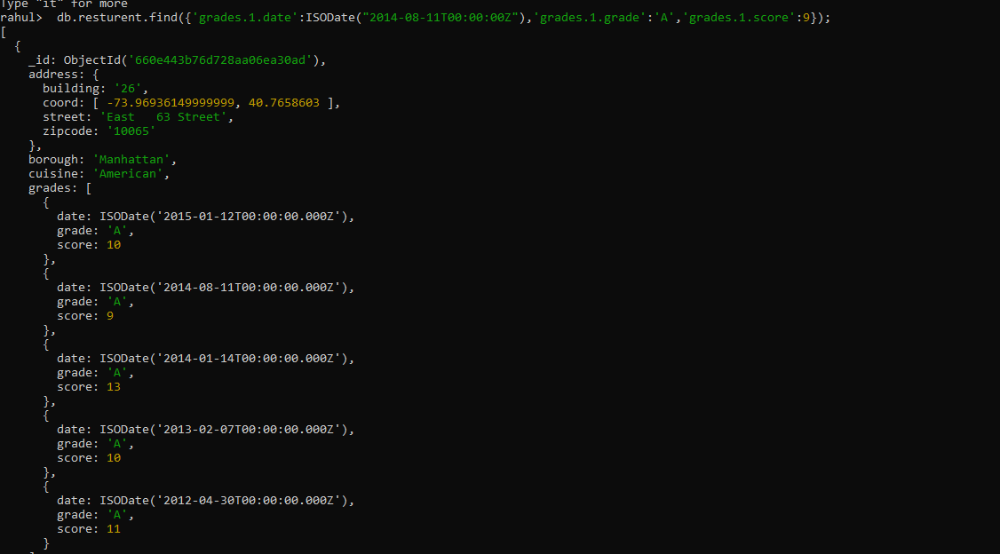 Type "it" for more
rahul>  db.resturent.find({'grades.1.date':ISODate("2014-08-11T00:00:00Z"),'grades.1.grade':'A','grades.1.score':9});
[
  {
    _id: ObjectId('660e443b76d728aa06ea30ad'),
    address: {
      building: '26',
      coord: [ -73.96936149999999, 40.7658603 ],
      street: 'East   63 Street',
      zipcode: '10065'
    },
    borough: 'Manhattan',
    cuisine: 'American',
    grades: [
      {
        date: ISODate('2015-01-12T00:00:00.000Z'),
        grade: 'A',
        score: 10
      },
      {
        date: ISODate('2014-08-11T00:00:00.000Z'),
        grade: 'A',
        score: 9
      },
      {
        date: ISODate('2014-01-14T00:00:00.000Z'),
        grade: 'A',
        score: 13
      },
      {
        date: ISODate('2013-02-07T00:00:00.000Z'),
        grade: 'A',
        score: 10
      },
      {
        date: ISODate('2012-04-30T00:00:00.000Z'),
        grade: 'A',
        score: 11
      }